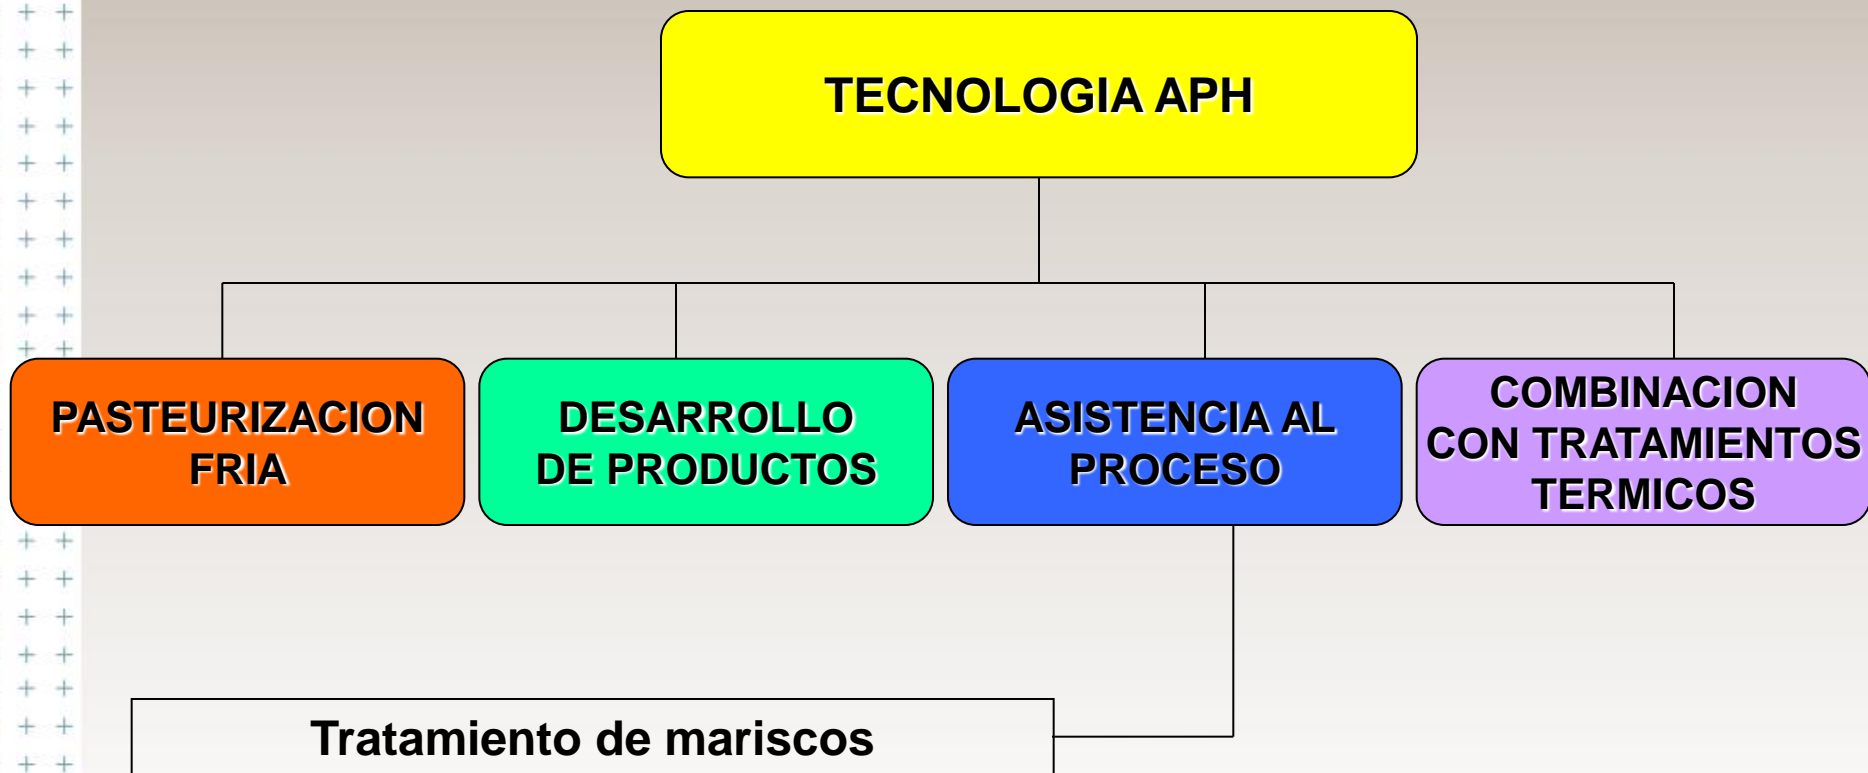 TECNOLOGIA APH
PASTEURIZACION
FRIA
DESARROLLO
DE PRODUCTOS
ASISTENCIA AL
PROCESO
COMBINACION
CON TRATAMIENTOS
TERMICOS
Tratamiento de mariscos